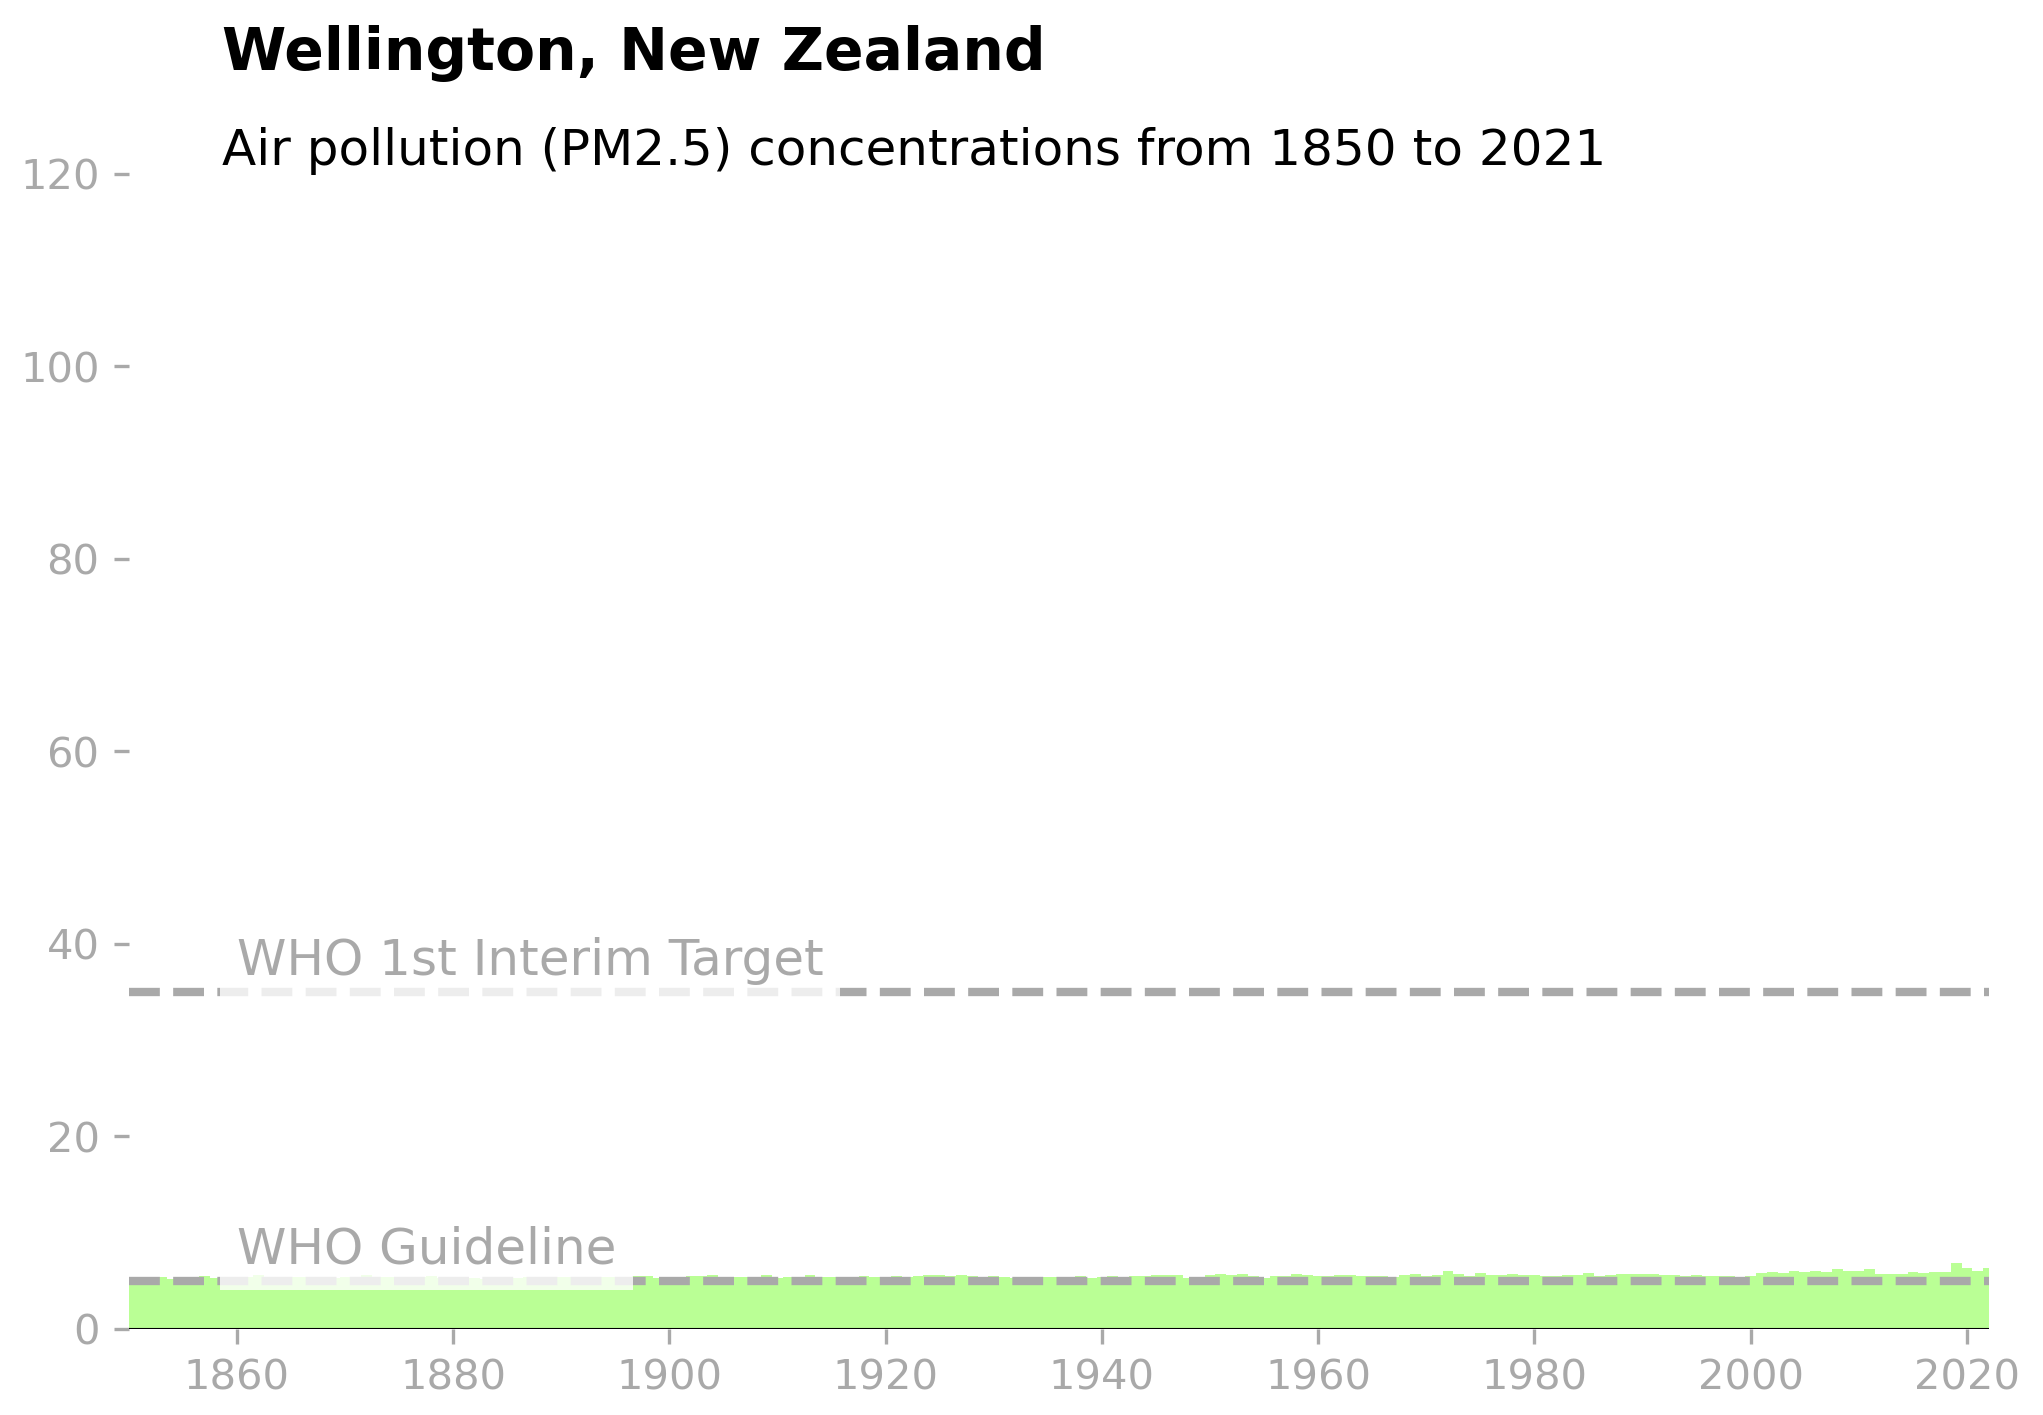 Wellington, New Zealand
Air pollution (PM2.5) concentrations from 1850 to 2021
120
100
80
60
40
WHO 1st Interim Target
20
WHO Guideline
0
1860 1880 1900 1920 1940 1960 1980 2000 2020